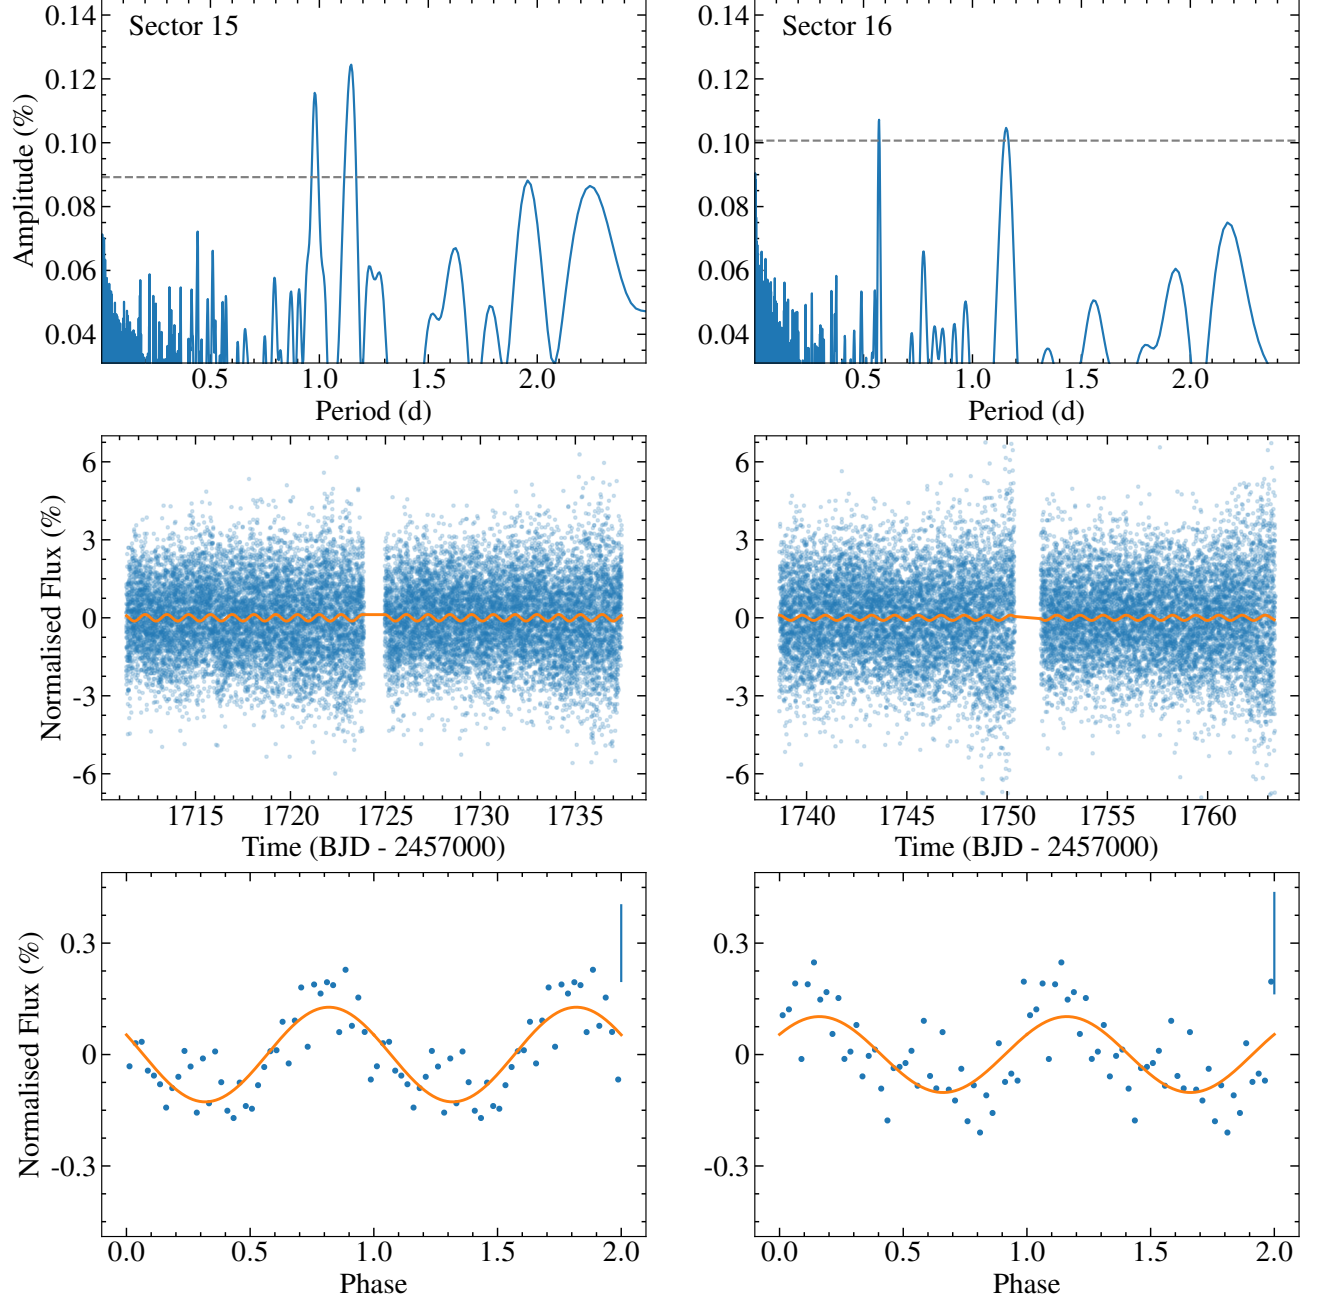 Sector 15
Amplitude (%)
0.14
0.12
0.10
0.08
0.06
0.04
0.5 1.0 1.5 2.0
Period (d)
Sector 16
0.14
0.12
0.10
0.08
0.06
0.04
0.5 1.0 1.5 2.0
Period (d)
Normalised Flux (%)
6
3
0
-3
-6
1715 1720 1725 1730 1735
Time (BJD - 2457000)
6
3
0
-3
-6
1740 1745 1750 1755 1760
Time (BJD - 2457000)
Normalised Flux (%)
0.3
0
-0.3
0.0 0.5 1.0 1.5 2.0
Phase
0.3
0
-0.3
0.0 0.5 1.0 1.5 2.0
Phase